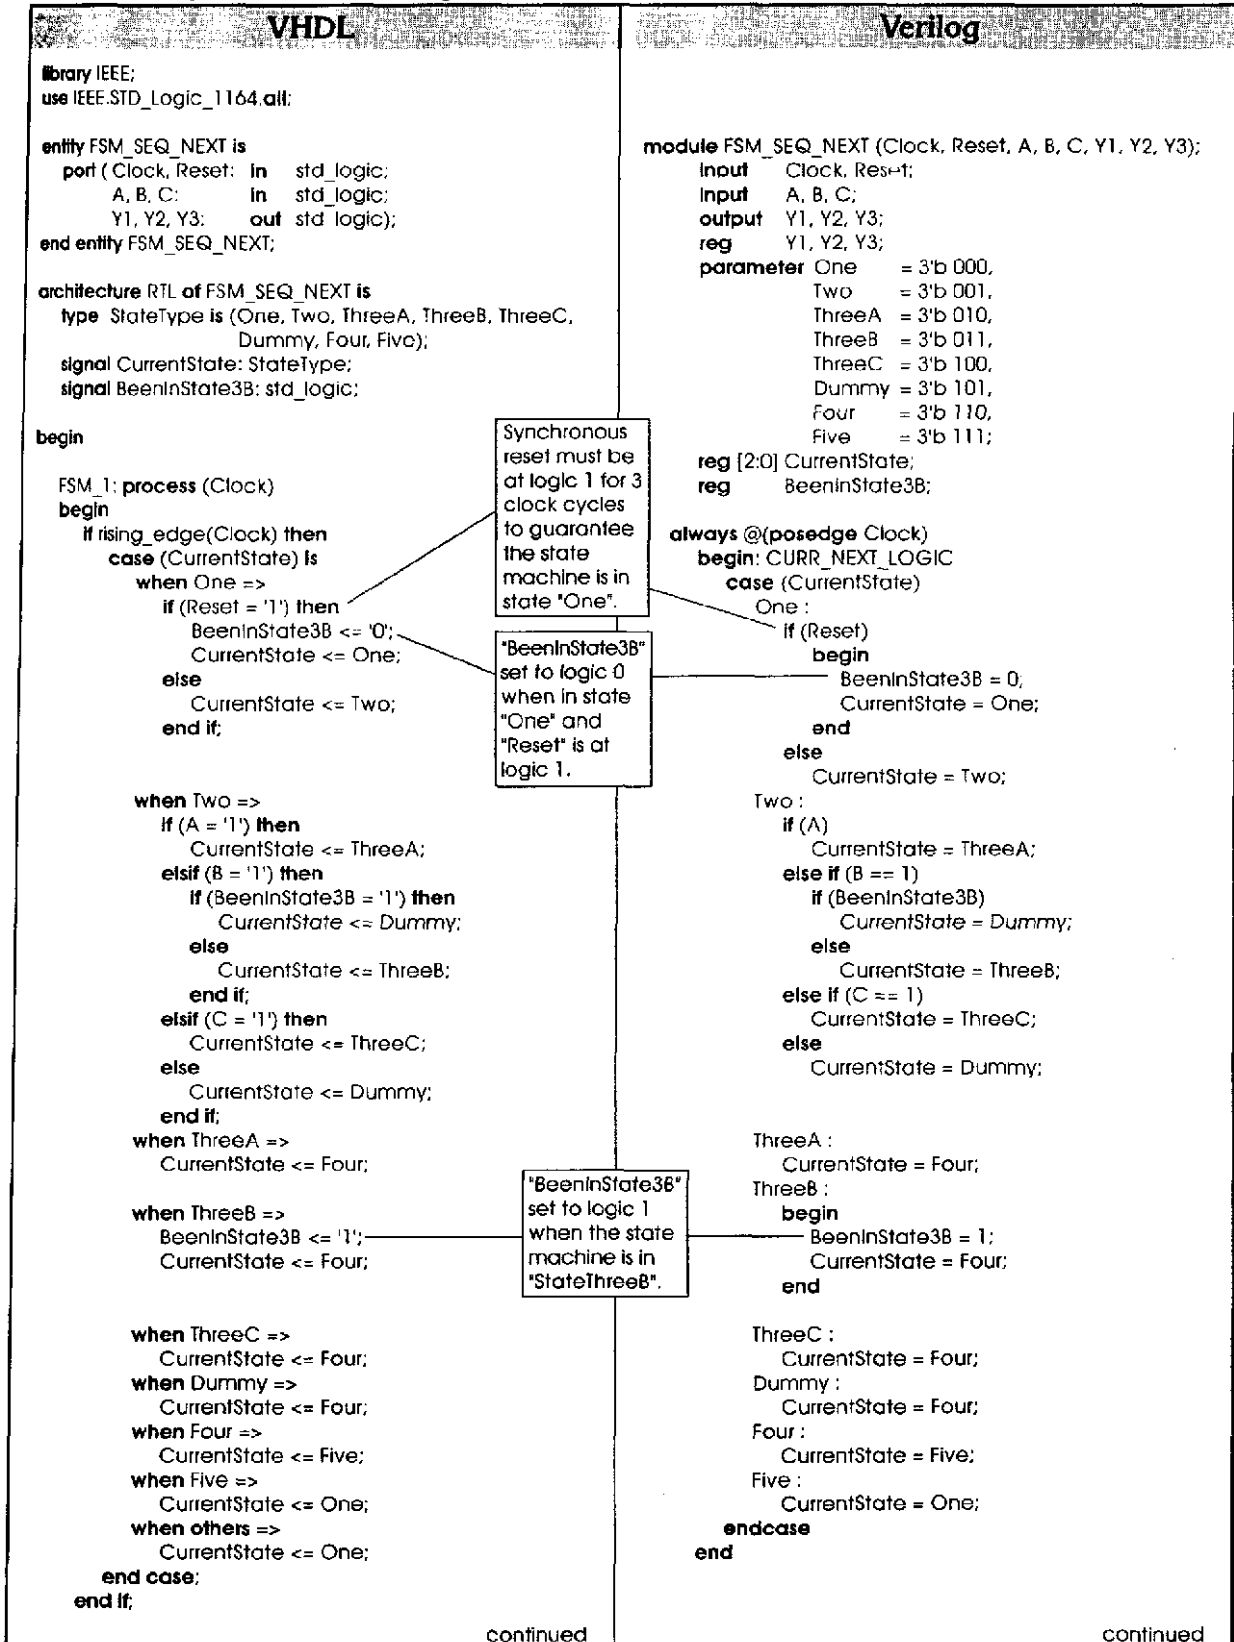 VHDL
library IEEE;
use IEEE.STD_Logic_1164.all;
entity FSM_SEQ_NEXT is
port ( Clock, Reset: in std_logic;
A, B, C: in std_logic;
Y1, Y2, Y3: out std_logic);
end entity FSM_SEQ_NEXT;
architecture RTL of FSM_SEQ_NEXT is
type StateType is (One, Two, ThreeA, ThreeB, ThreeC,
Dummy, Four, Five);
signal CurrentState: StateType;
signal BeenInState3B: std_logic;
begin
FSM_1: process (Clock)
begin
if rising_edge(Clock) then
case (CurrentState) is
when One =>
if (Reset = '1') then
BeenInState3B <= '0';
CurrentState <= One;
else
CurrentState <= Two;
end if;
when Two =>
if (A = '1') then
CurrentState <= ThreeA;
elsif (B = '1') then
if (BeenInState3B = '1') then
CurrentState <= Dummy;
else
CurrentState <= ThreeB;
end if;
elsif (C = '1') then
CurrentState <= ThreeC;
else
CurrentState <= Dummy;
end if;
when ThreeA =>
CurrentState <= Four;
when ThreeB =>
BeenInState3B <= '1';
CurrentState <= Four;
when ThreeC =>
CurrentState <= Four;
when Dummy =>
CurrentState <= Four;
when Four =>
CurrentState <= Five;
when Five =>
CurrentState <= One;
when others =>
CurrentState <= One;
end case;
end if;
continued
Synchronous
reset must be
at logic 1 for 3
clock cycles
to guarantee
the state
machine is in
state "One".
"BeenInState3B"
set to logic 0
when in state
"One" and
"Reset" is at
logic 1.
"BeenInState3B"
set to logic 1
when the state
machine is in
"StateThreeB".
Verilog
module FSM_SEQ_NEXT (Clock, Reset, A, B, C, Y1, Y2, Y3);
input Clock, Reset;
input A, B, C;
output Y1, Y2, Y3;
reg Y1, Y2, Y3;
parameter One = 3'b 000,
Two = 3'b 001,
ThreeA = 3'b 010,
ThreeB = 3'b 011,
ThreeC = 3'b 100,
Dummy = 3'b 101,
Four = 3'b 110,
Five = 3'b 111;
reg [2:0] CurrentState;
reg BeenInState3B;
always @(posedge Clock)
begin: CURR_NEXT_LOGIC
case (CurrentState)
One :
if (Reset)
begin
BeenInState3B = 0;
CurrentState = One;
end
else
CurrentState = Two;
Two :
if (A)
CurrentState = ThreeA;
else if (B == 1)
if (BeenInState3B)
CurrentState = Dummy;
else
CurrentState = ThreeB;
else if (C == 1)
CurrentState = ThreeC;
else
CurrentState = Dummy;
ThreeA :
CurrentState = Four;
ThreeB :
begin
BeenInState3B = 1;
CurrentState = Four;
end
ThreeC :
CurrentState = Four;
Dummy :
CurrentState = Four;
Four :
CurrentState = Five;
Five :
CurrentState = One;
endcase
end
continued